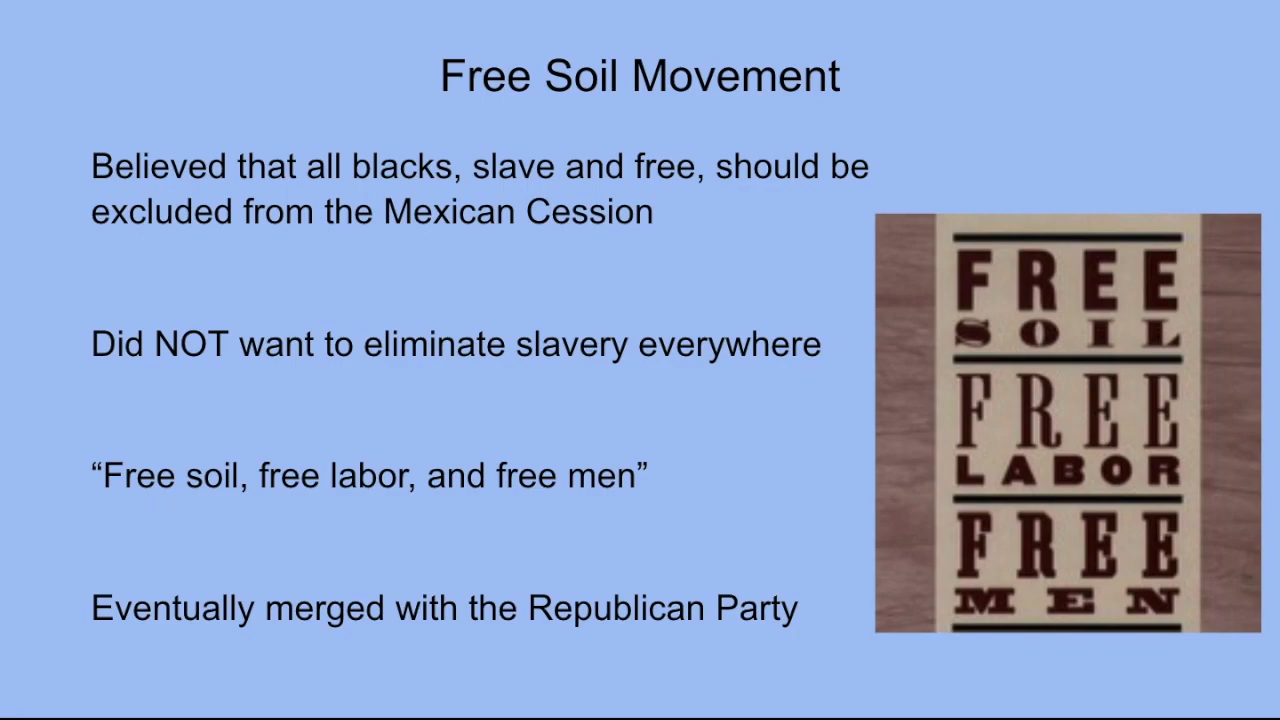 Free Soil Movement
Believed that all blacks, slave and free, should be
excluded from the Mexican Cession
Did NOT want to eliminate slavery everywhere
“Free soil, free labor, and free men”
Eventually merged with the Republican Party
FREE
SOIL
FREE
LABOR
FREE
MEN